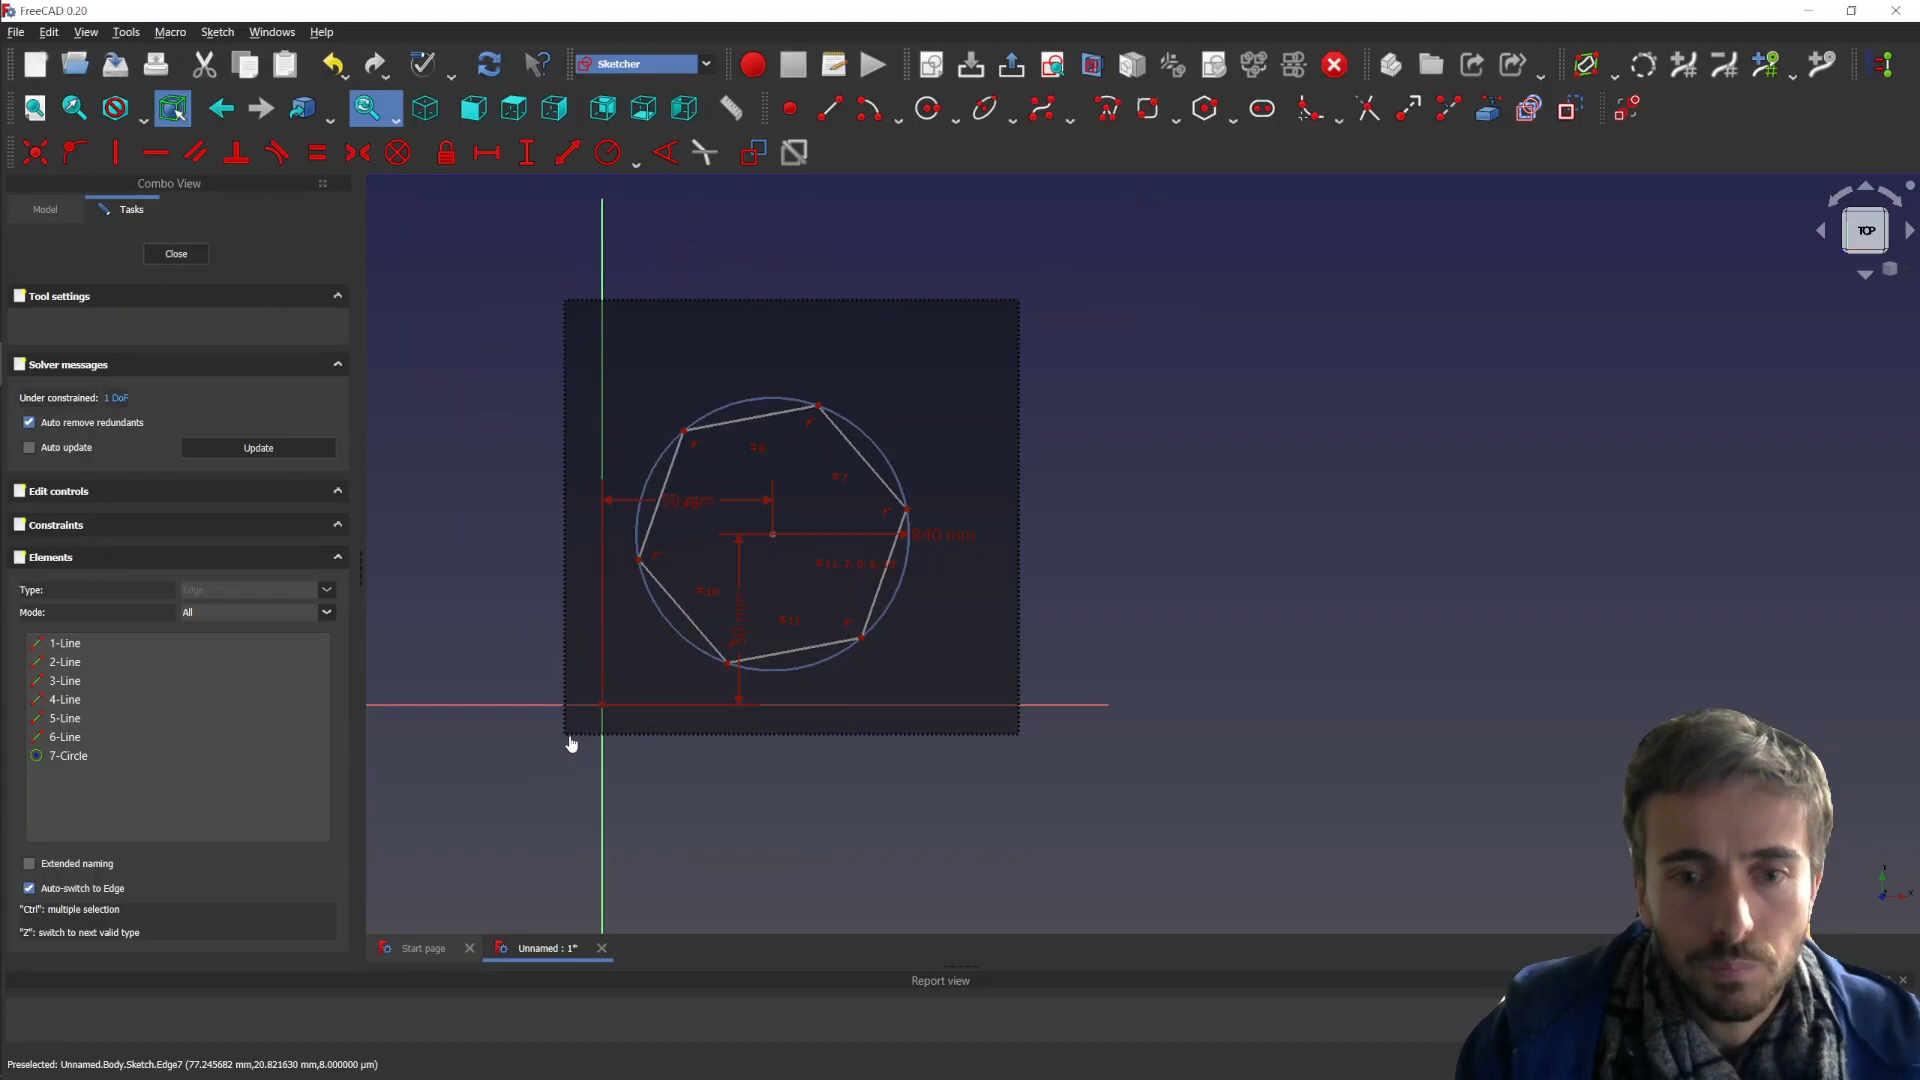 FreeCAD 0.20
File Edit View Tools Macro Sketch Windows Help
Sketcher
Combo View
Model Tasks
Close
Tool settings
Solver messages
Under constrained: 1 DoF
Auto remove redundants
Auto update Update
Edit controls
Constraints
Elements
Type: Edge
Mode: All
1-Line
2-Line
3-Line
4-Line
5-Line
6-Line
7-Circle
Extended naming
Auto-switch to Edge
"Ctrl": multiple selection
"Z": switch to next valid type
TOP
R40 mm
Start page
Unnamed : 1*
Report view
Preselected: Unnamed.Body.Sketch.Edge7 (77.245682 mm,20.821630 mm,8.000000 µm)